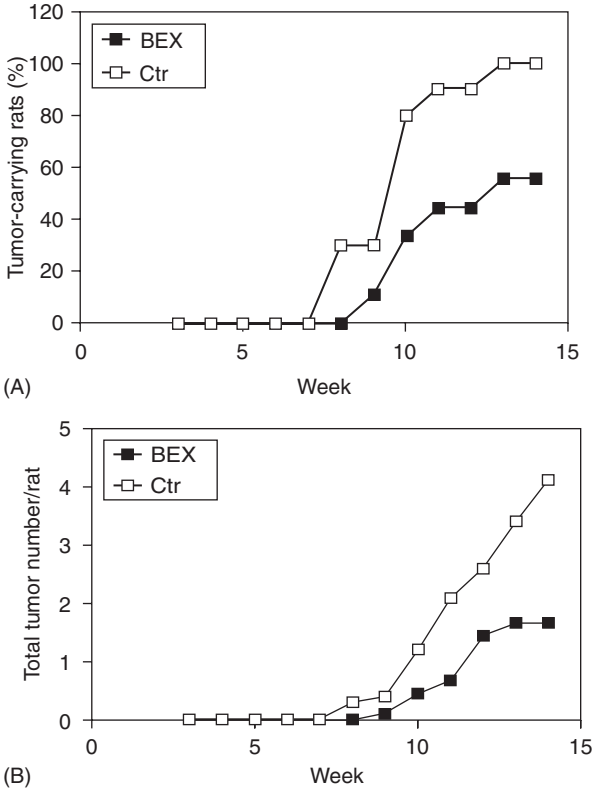 120
100
80
60
40
20
0
Tumor-carrying rats (%)
BEX
Ctr
0 5 10 15
Week
(A)
5
4
3
2
1
0
Total tumor number/rat
BEX
Ctr
0 5 10 15
Week
(B)